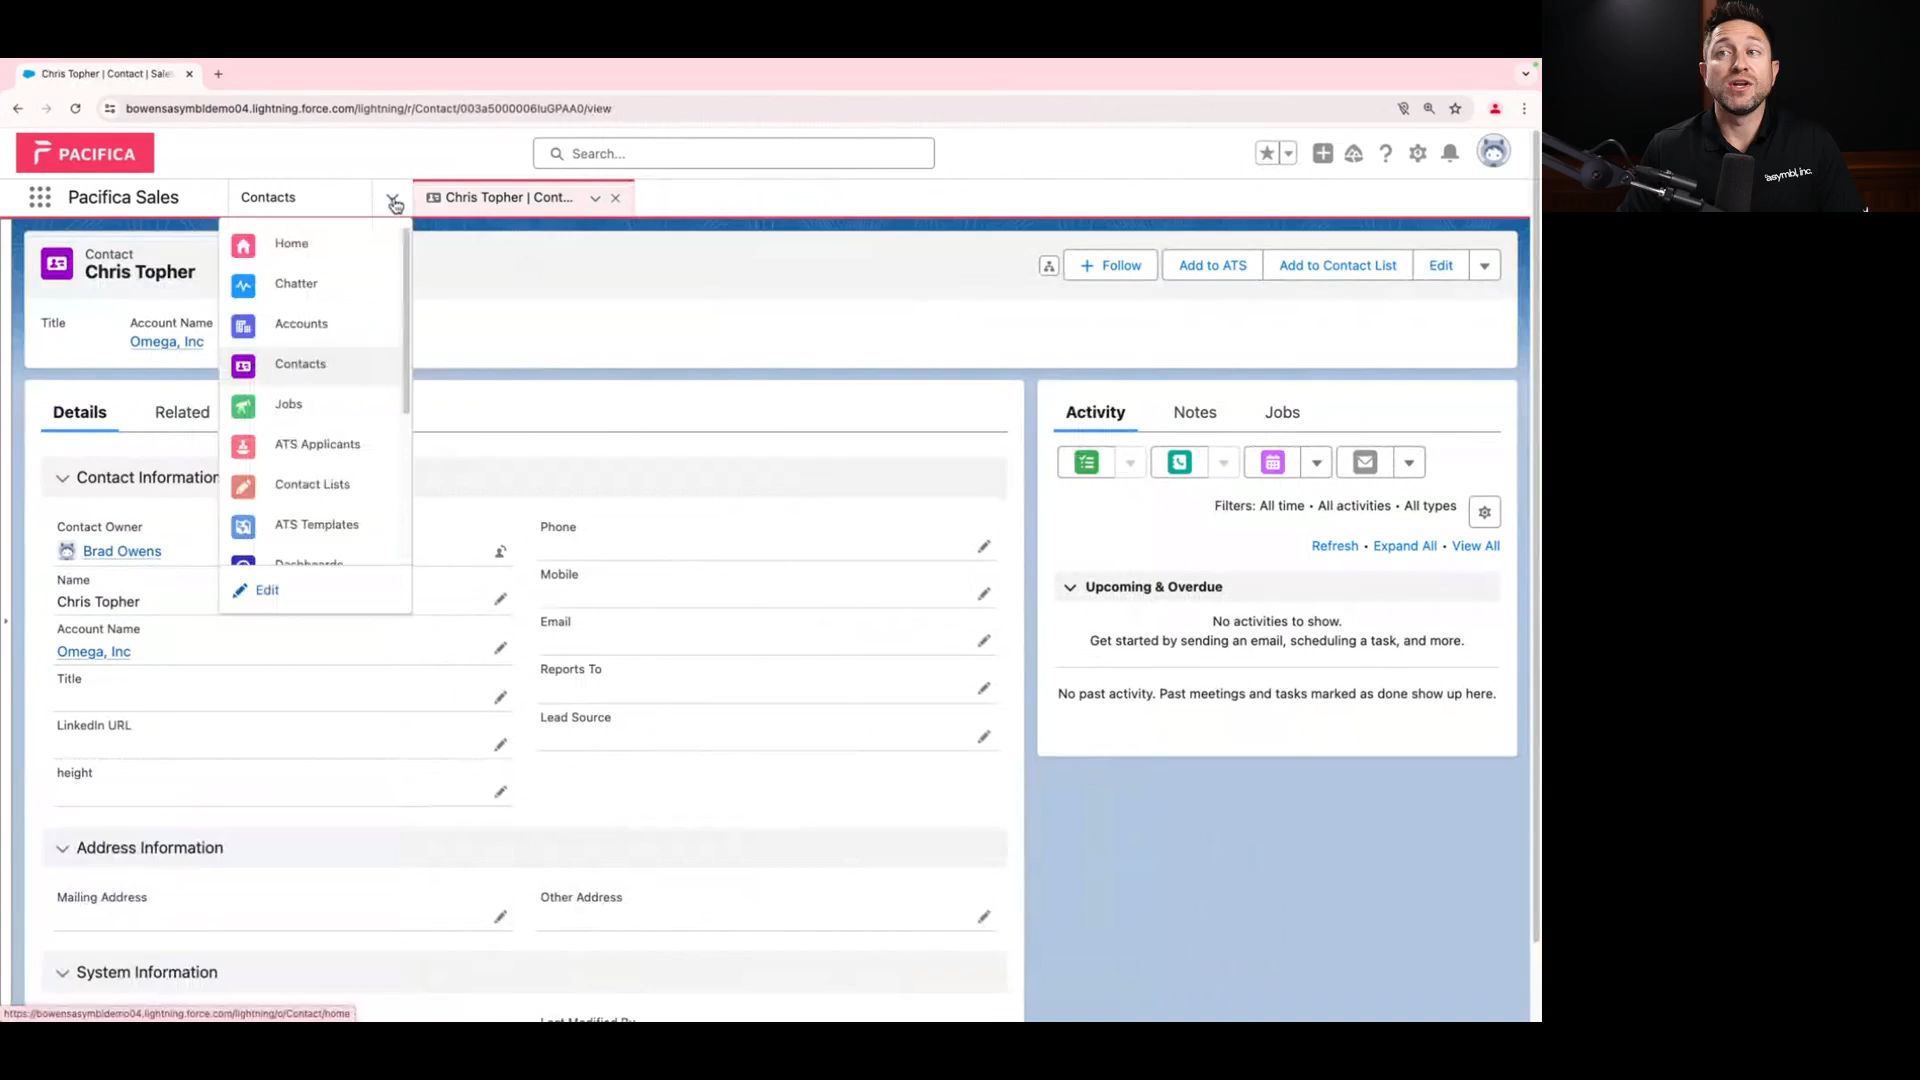 Chris Topher | Contact | Sale
bowensasymbldemo04.lightning.force.com/lightning/r/Contact/003a5000006IuGPAA0/view
PACIFICA
Search...
Pacifica Sales
Contacts
Chris Topher | Cont...
Contact
Chris Topher
Follow
Add to ATS
Add to Contact List
Edit
Title
Account Name
Omega, Inc
Home
Chatter
Accounts
Contacts
Jobs
ATS Applicants
Contact Lists
ATS Templates
Dashboards
Edit
Details
Related
Contact Information
Contact Owner
Brad Owens
Name
Chris Topher
Account Name
Omega, Inc
Title
LinkedIn URL
height
Phone
Mobile
Email
Reports To
Lead Source
Address Information
Mailing Address
Other Address
System Information
Last Modified By
Activity
Notes
Jobs
Filters: All time • All activities • All types
Refresh • Expand All • View All
Upcoming & Overdue
No activities to show.
Get started by sending an email, scheduling a task, and more.
No past activity. Past meetings and tasks marked as done show up here.
https://bowensasymbldemo04.lightning.force.com/lightning/o/Contact/home
asymbl, inc.